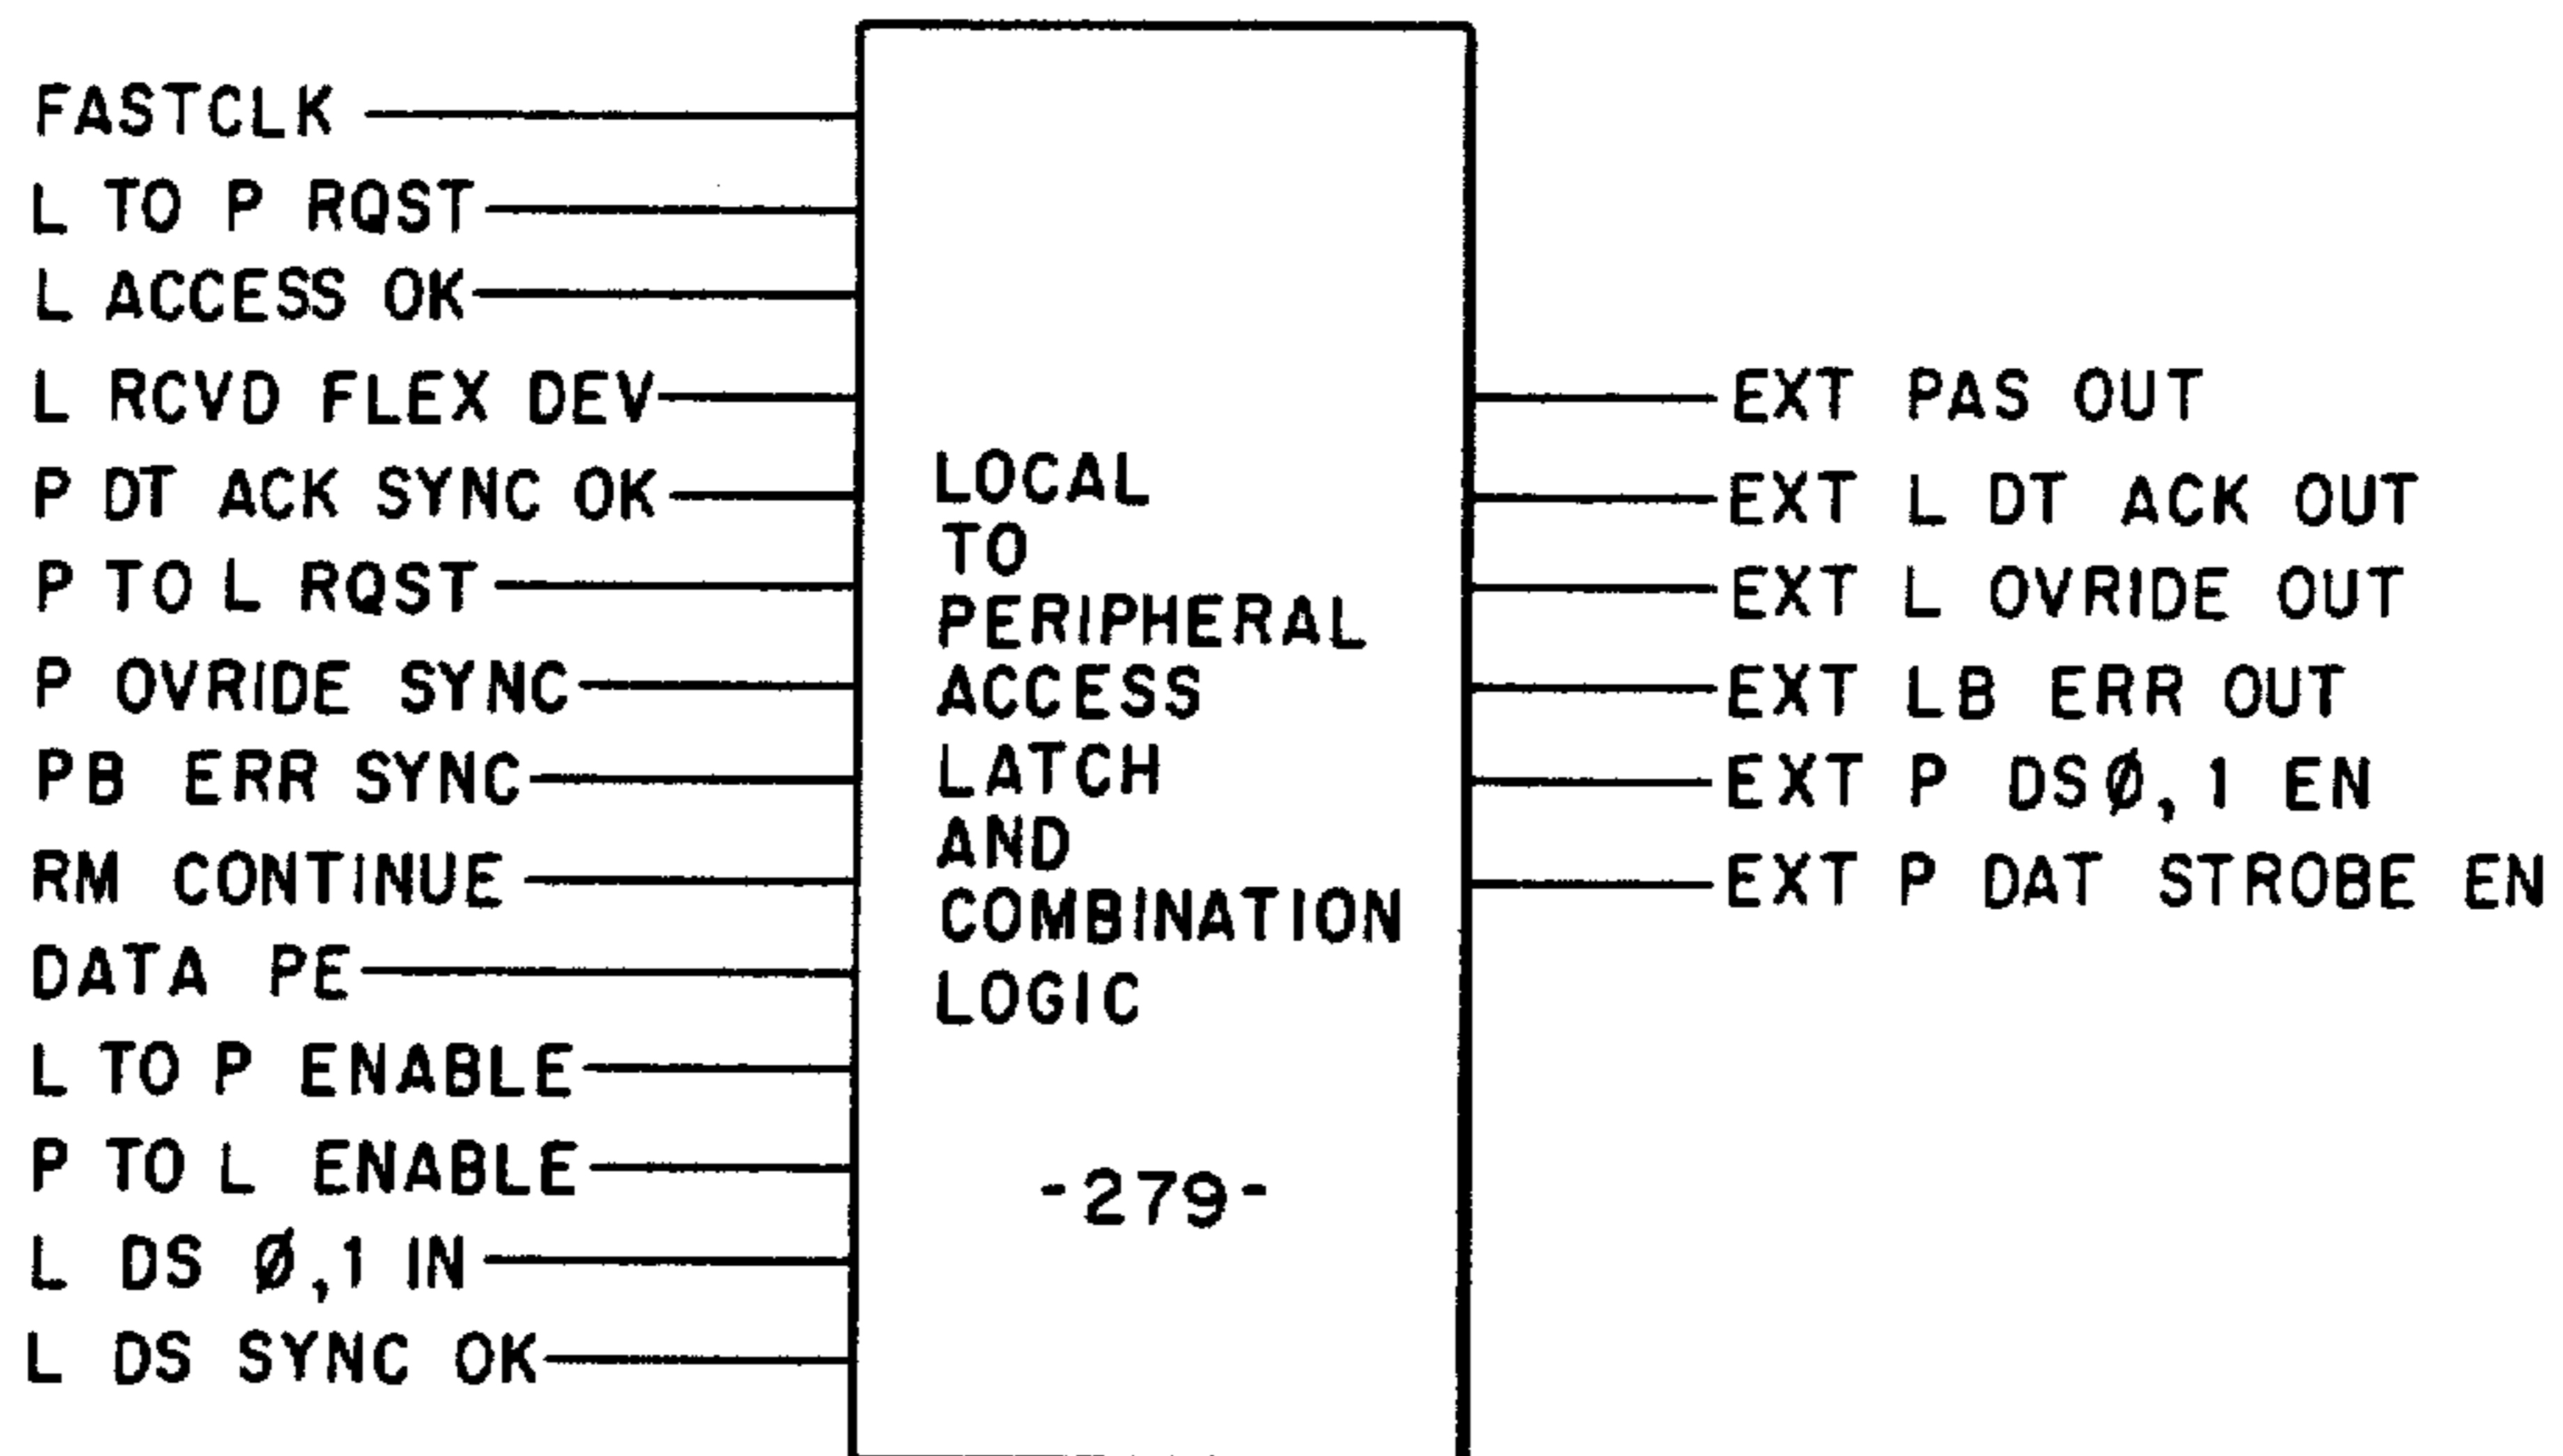 FASTCLK
L TO P RQST
L ACCESS OK
L RCVD FLEX DEV
P DT ACK SYNC OK
P TO L RQST
P OVRIDE SYNC
PB ERR SYNC
RM CONTINUE
DATA PE
L TO P ENABLE
P TO L ENABLE
L DS Ø,1 IN
L DS SYNC OK
LOCAL
TO
PERIPHERAL
ACCESS
LATCH
AND
COMBINATION
LOGIC
-279-
EXT PAS OUT
EXT L DT ACK OUT
EXT L OVRIDE OUT
EXT LB ERR OUT
EXT P DSØ,1 EN
EXT P DAT STROBE EN